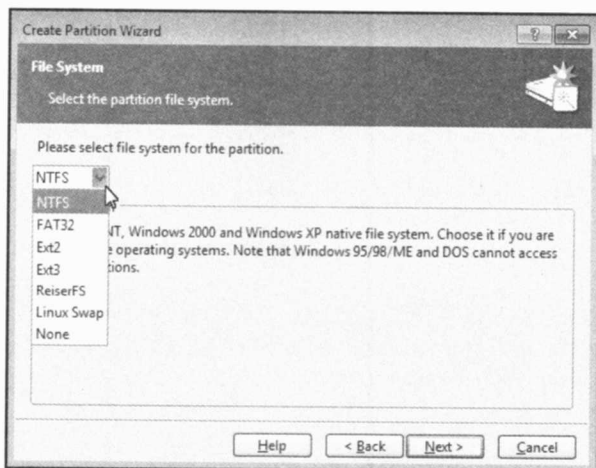 Create Partition Wizard
File System
Select the partition file system.
Please select file system for the partition.
NTFS
NTFS
FAT32
Ext2
Ext3
ReiserFS
Linux Swap
None
NT, Windows 2000 and Windows XP native file system. Choose it if you are
operating systems. Note that Windows 95/98/ME and DOS cannot access
Help
< Back
Next >
Cancel